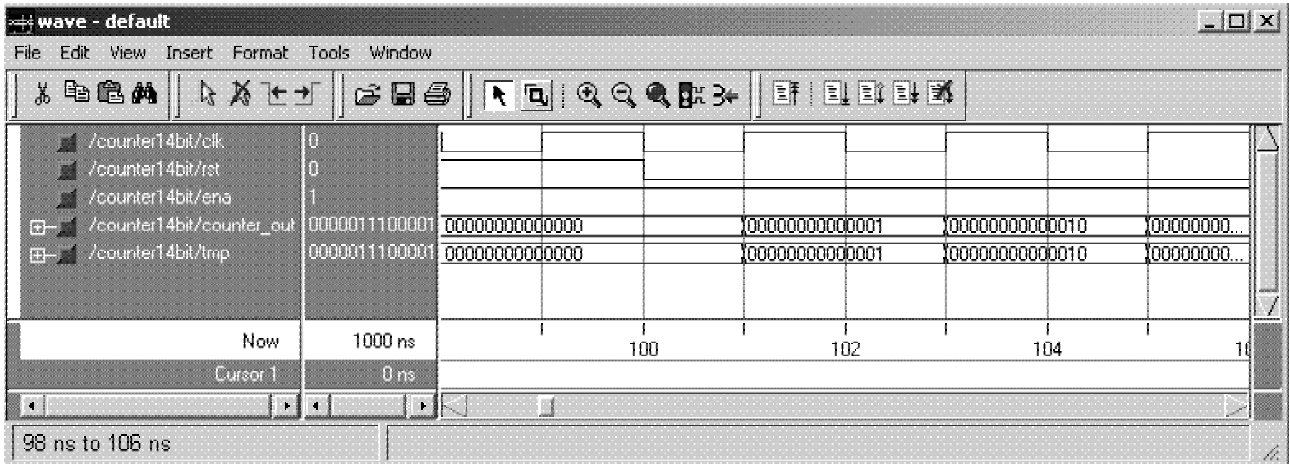 wave - default
File Edit View Insert Format Tools Window
/counter14bit/clk 0
/counter14bit/rst 0
/counter14bit/ena 1
/counter14bit/counter_out 0000011100001 00000000000000 00000000000001 00000000000010 00000000...
/counter14bit/tmp 0000011100001 00000000000000 00000000000001 00000000000010 00000000...
Now 1000 ns 100 102 104 10
Cursor 1 0 ns
98 ns to 106 ns